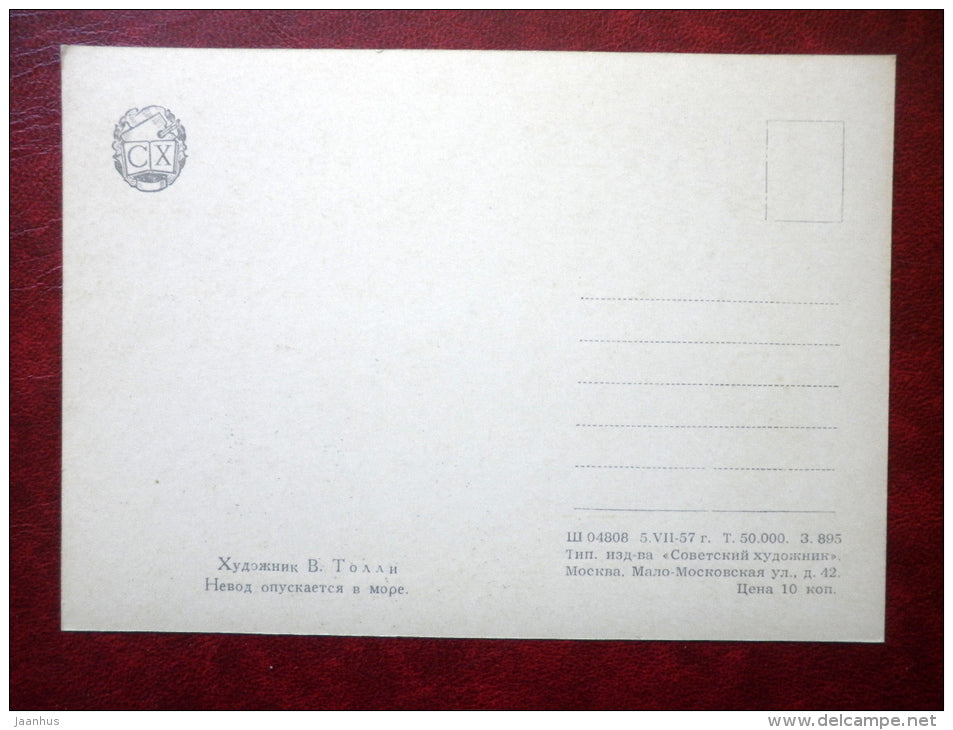 СХ
Художник В. Толли
Невод опускается в море.
Ш 04808 5.VII-57 г. Т. 50.000. З. 895
Тип. изд-ва «Советский художник».
Москва. Мало-Московская ул., д. 42.
Цена 10 коп.
jaanhus
www.delcampe.net